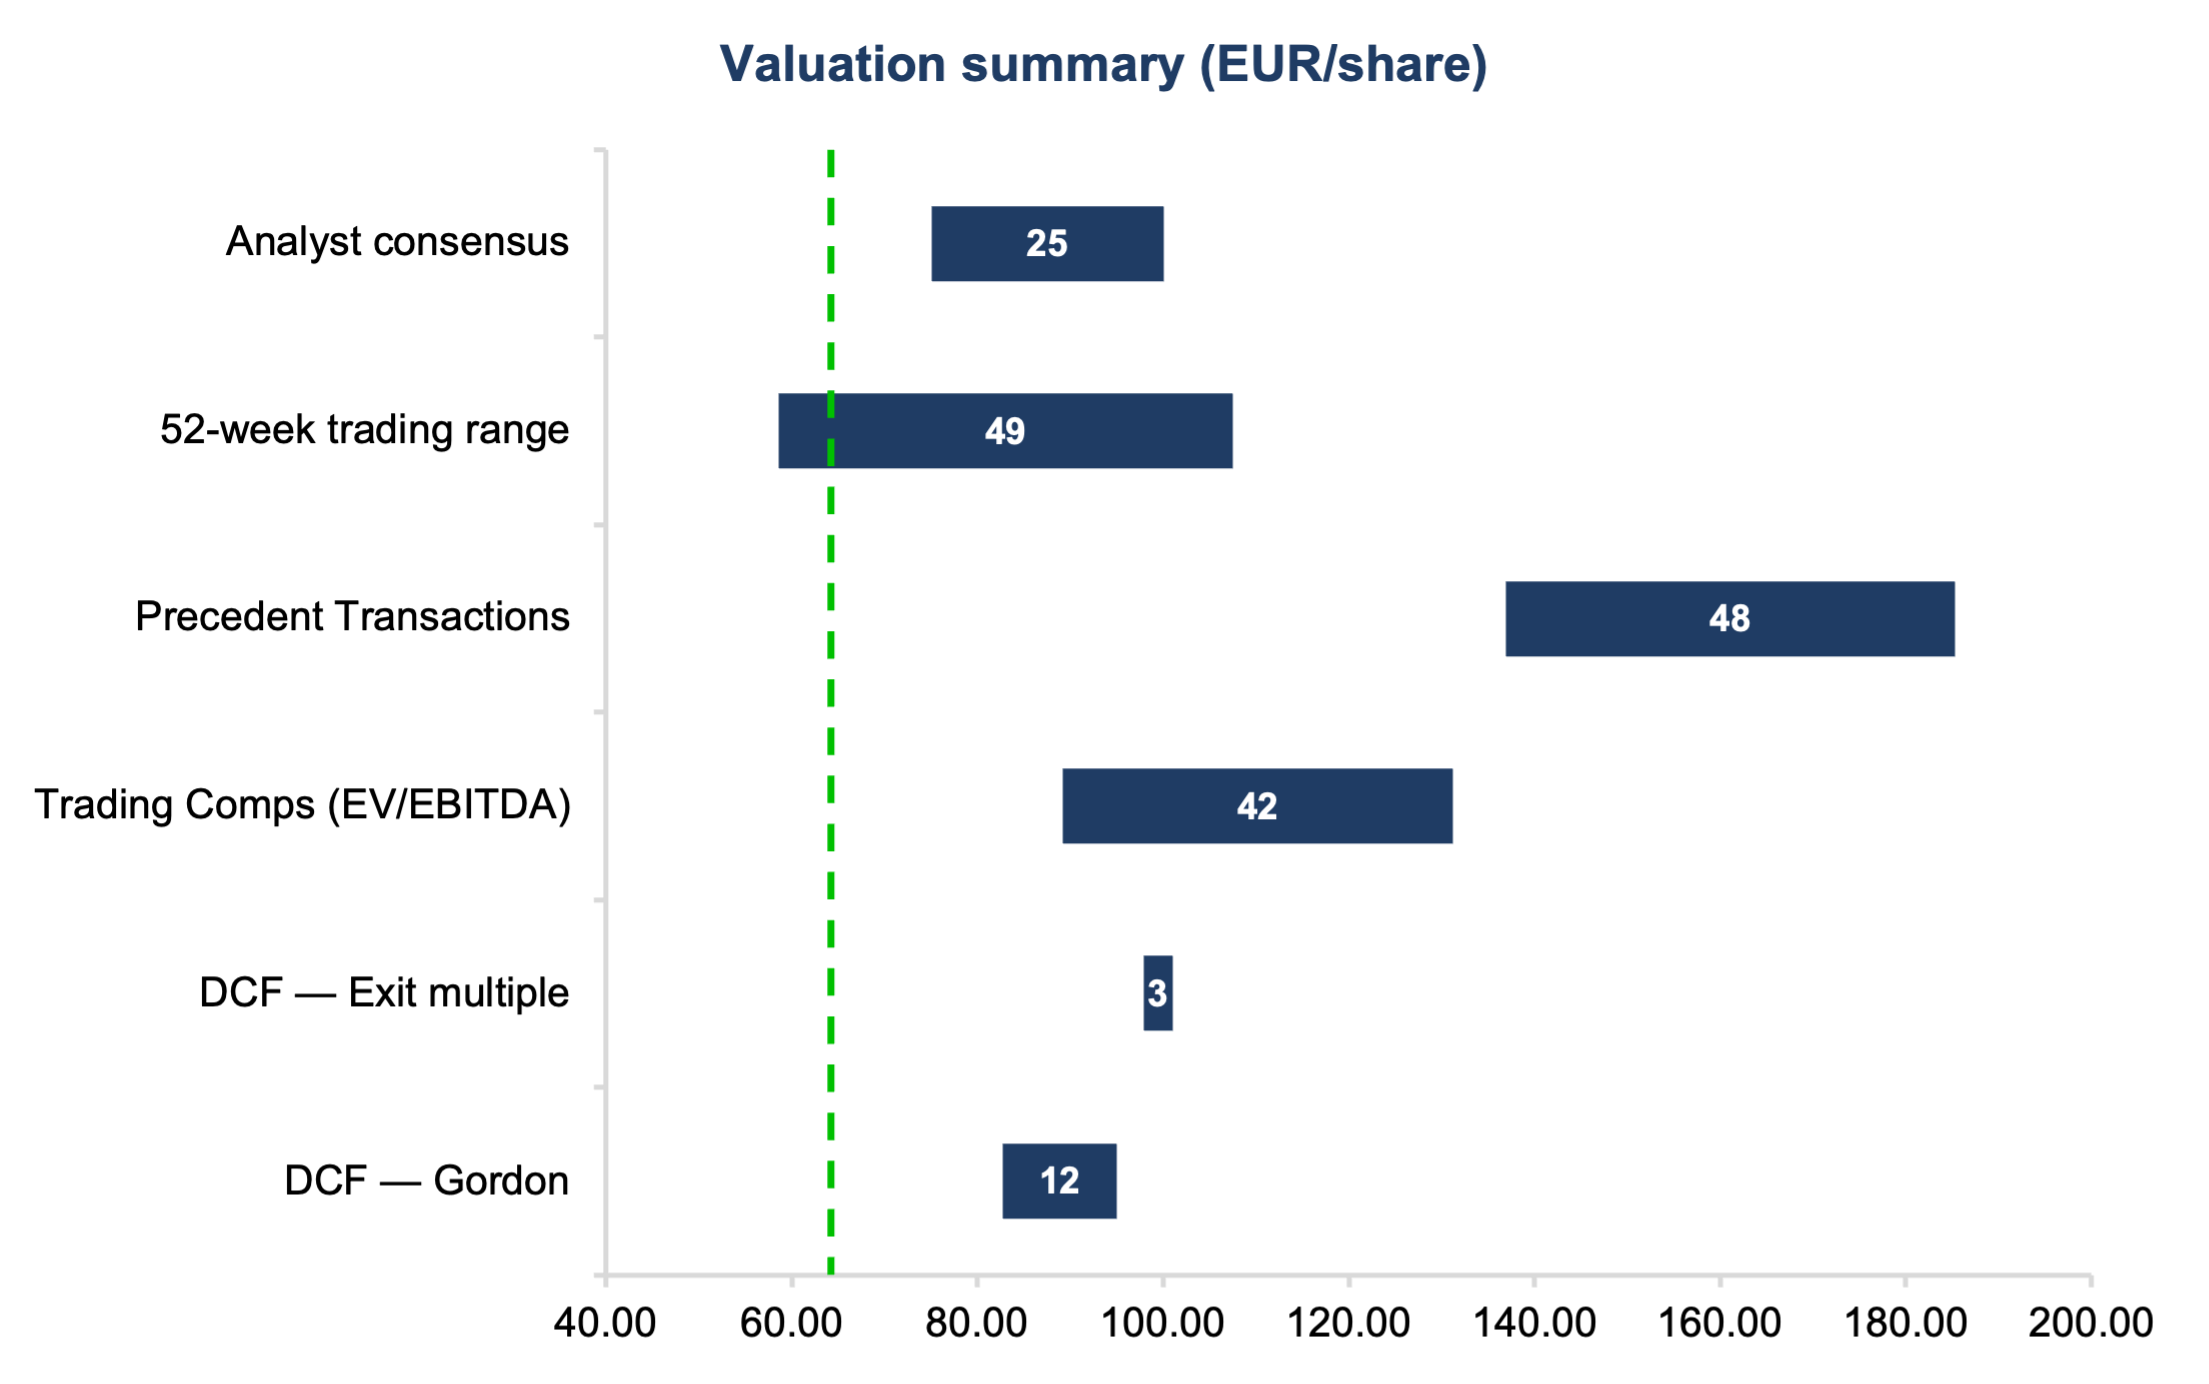 Valuation summary (EUR/share)
Analyst consensus
25
52-week trading range
49
Precedent Transactions
48
Trading Comps (EV/EBITDA)
42
DCF — Exit multiple
3
DCF — Gordon
12
40.00 60.00 80.00 100.00 120.00 140.00 160.00 180.00 200.00